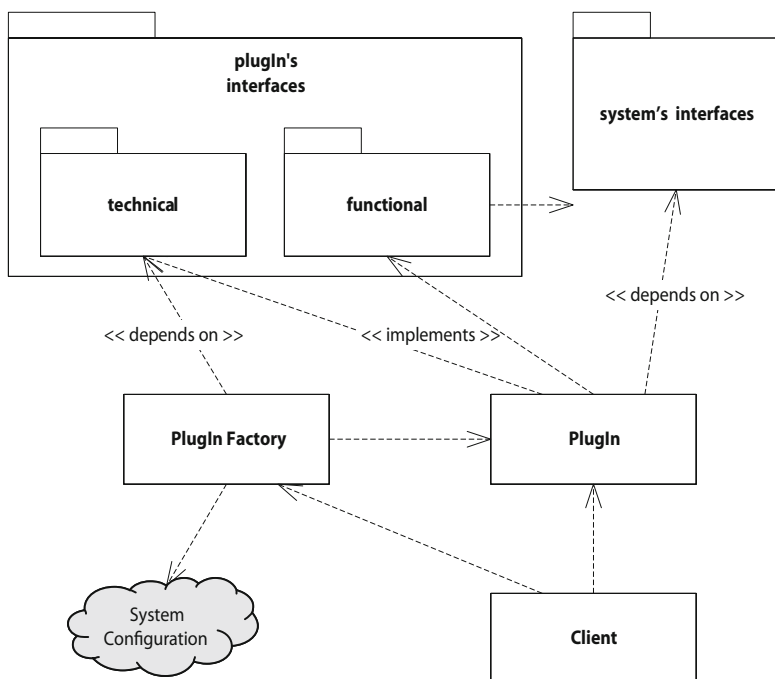 plugIn's
interfaces
system's interfaces
technical
functional
<< depends on >>
<< depends on >>
<< implements >>
PlugIn Factory
PlugIn
System
Configuration
Client